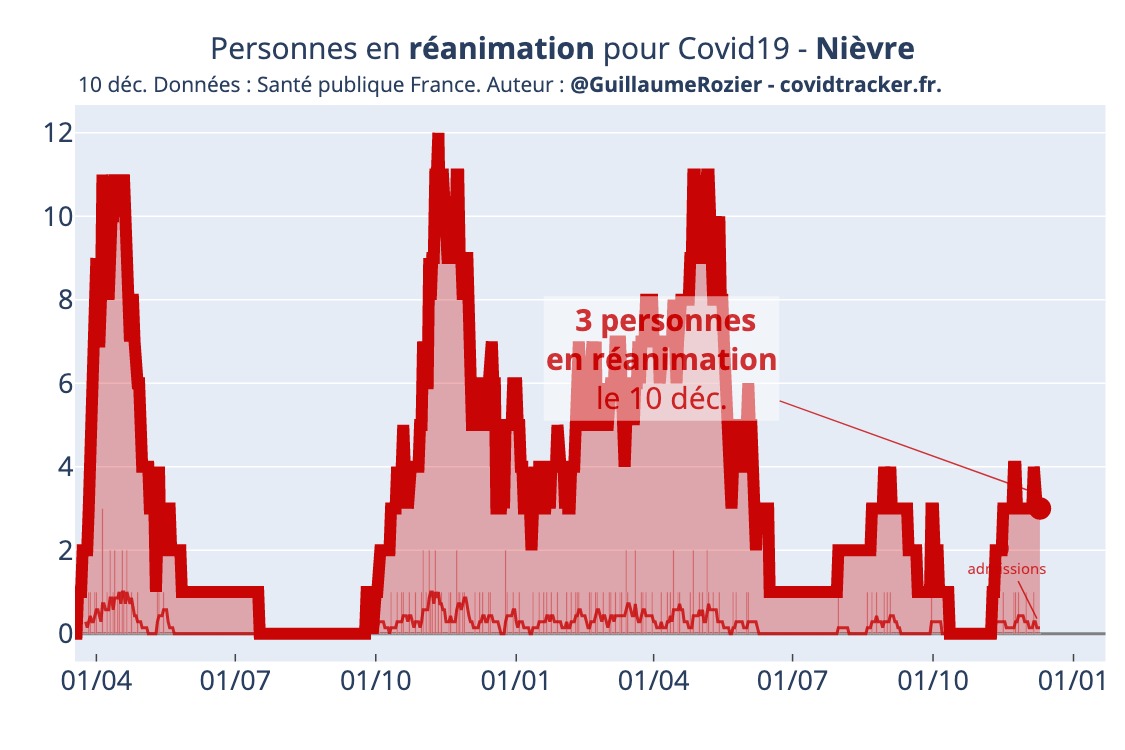 Personnes en réanimation pour Covid19 - Nièvre
10 déc. Données : Santé publique France. Auteur : @GuillaumeRozier - covidtracker.fr.
12
10
8
6
4
2
0
3 personnes
en réanimation
le 10 déc.
admissions
01/04
01/07
01/10
01/01
01/04
01/07
01/10
01/01